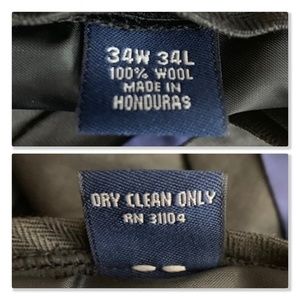 34W 34L
100% WOOL
MADE IN
HONDURAS
DRY CLEAN ONLY
RN 31104